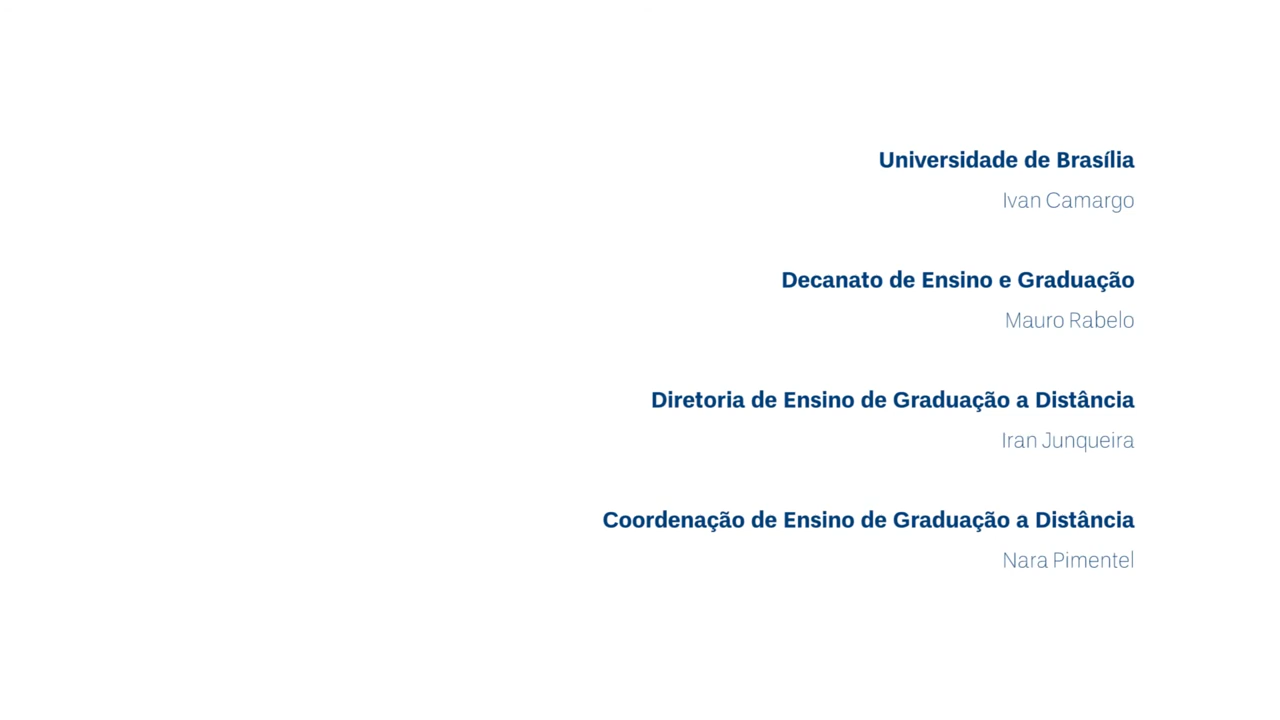 Universidade de Brasília
Ivan Camargo
Decanato de Ensino e Graduação
Mauro Rabelo
Diretoria de Ensino de Graduação a Distância
Iran Junqueira
Coordenação de Ensino de Graduação a Distância
Nara Pimentel